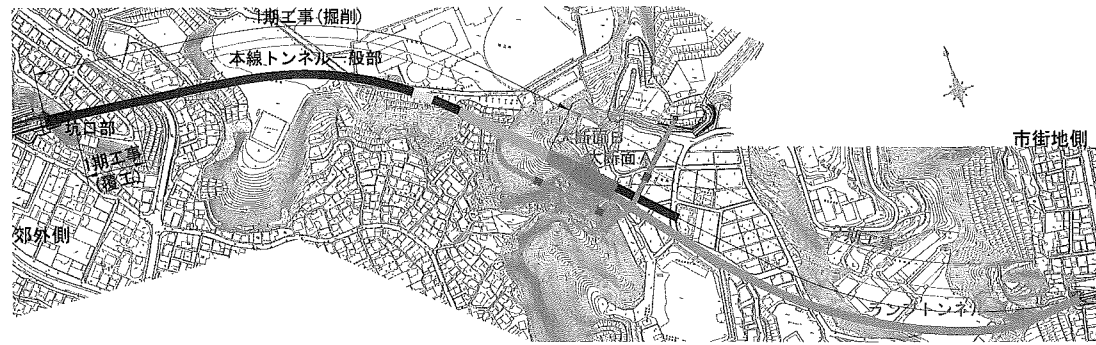 1期工事(掘削)
本線トンネル一般部
坑口部
1期工事
(覆工)
郊外側
大断面B
大断面A
市街地側
ランプトンネル